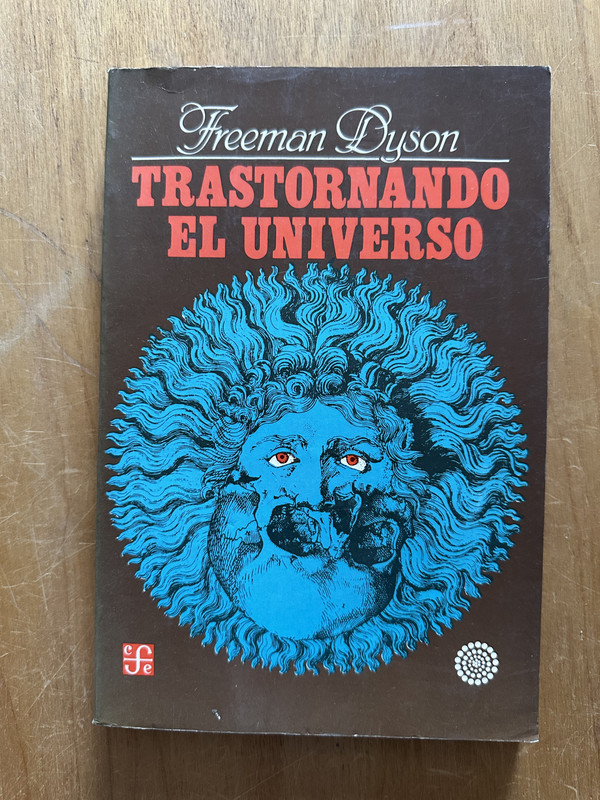 Freeman Dyson
TRASTORNANDO
EL UNIVERSO
c f e